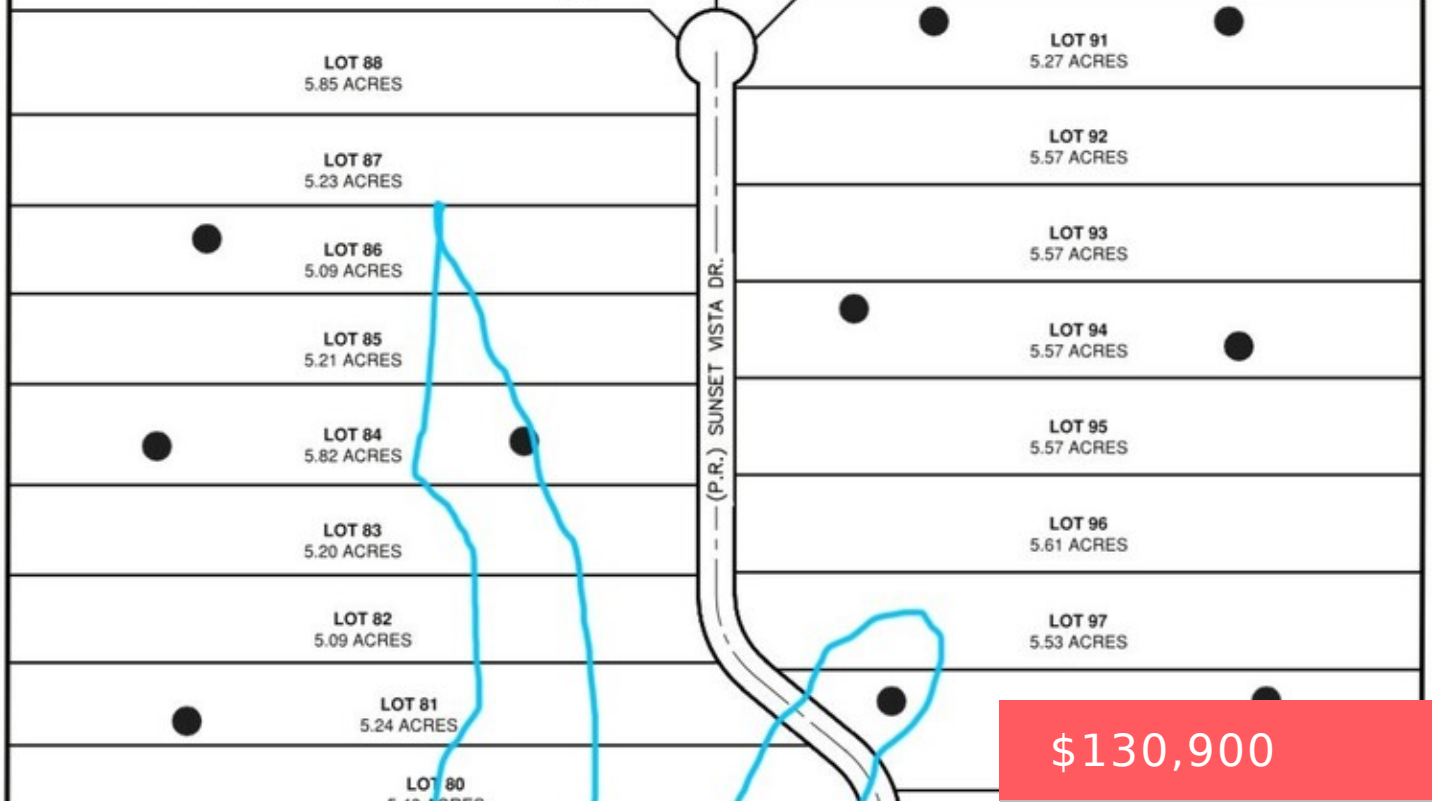 LOT 88
5.85 ACRES
LOT 87
5.23 ACRES
LOT 86
5.09 ACRES
LOT 85
5.21 ACRES
LOT 84
5.82 ACRES
LOT 83
5.20 ACRES
LOT 82
5.09 ACRES
LOT 81
5.24 ACRES
LOT 80
ACRES
(P.R.) SUNSET VISTA DR.
LOT 91
5.27 ACRES
LOT 92
5.57 ACRES
LOT 93
5.57 ACRES
LOT 94
5.57 ACRES
LOT 95
5.57 ACRES
LOT 96
5.61 ACRES
LOT 97
5.53 ACRES
$130,900